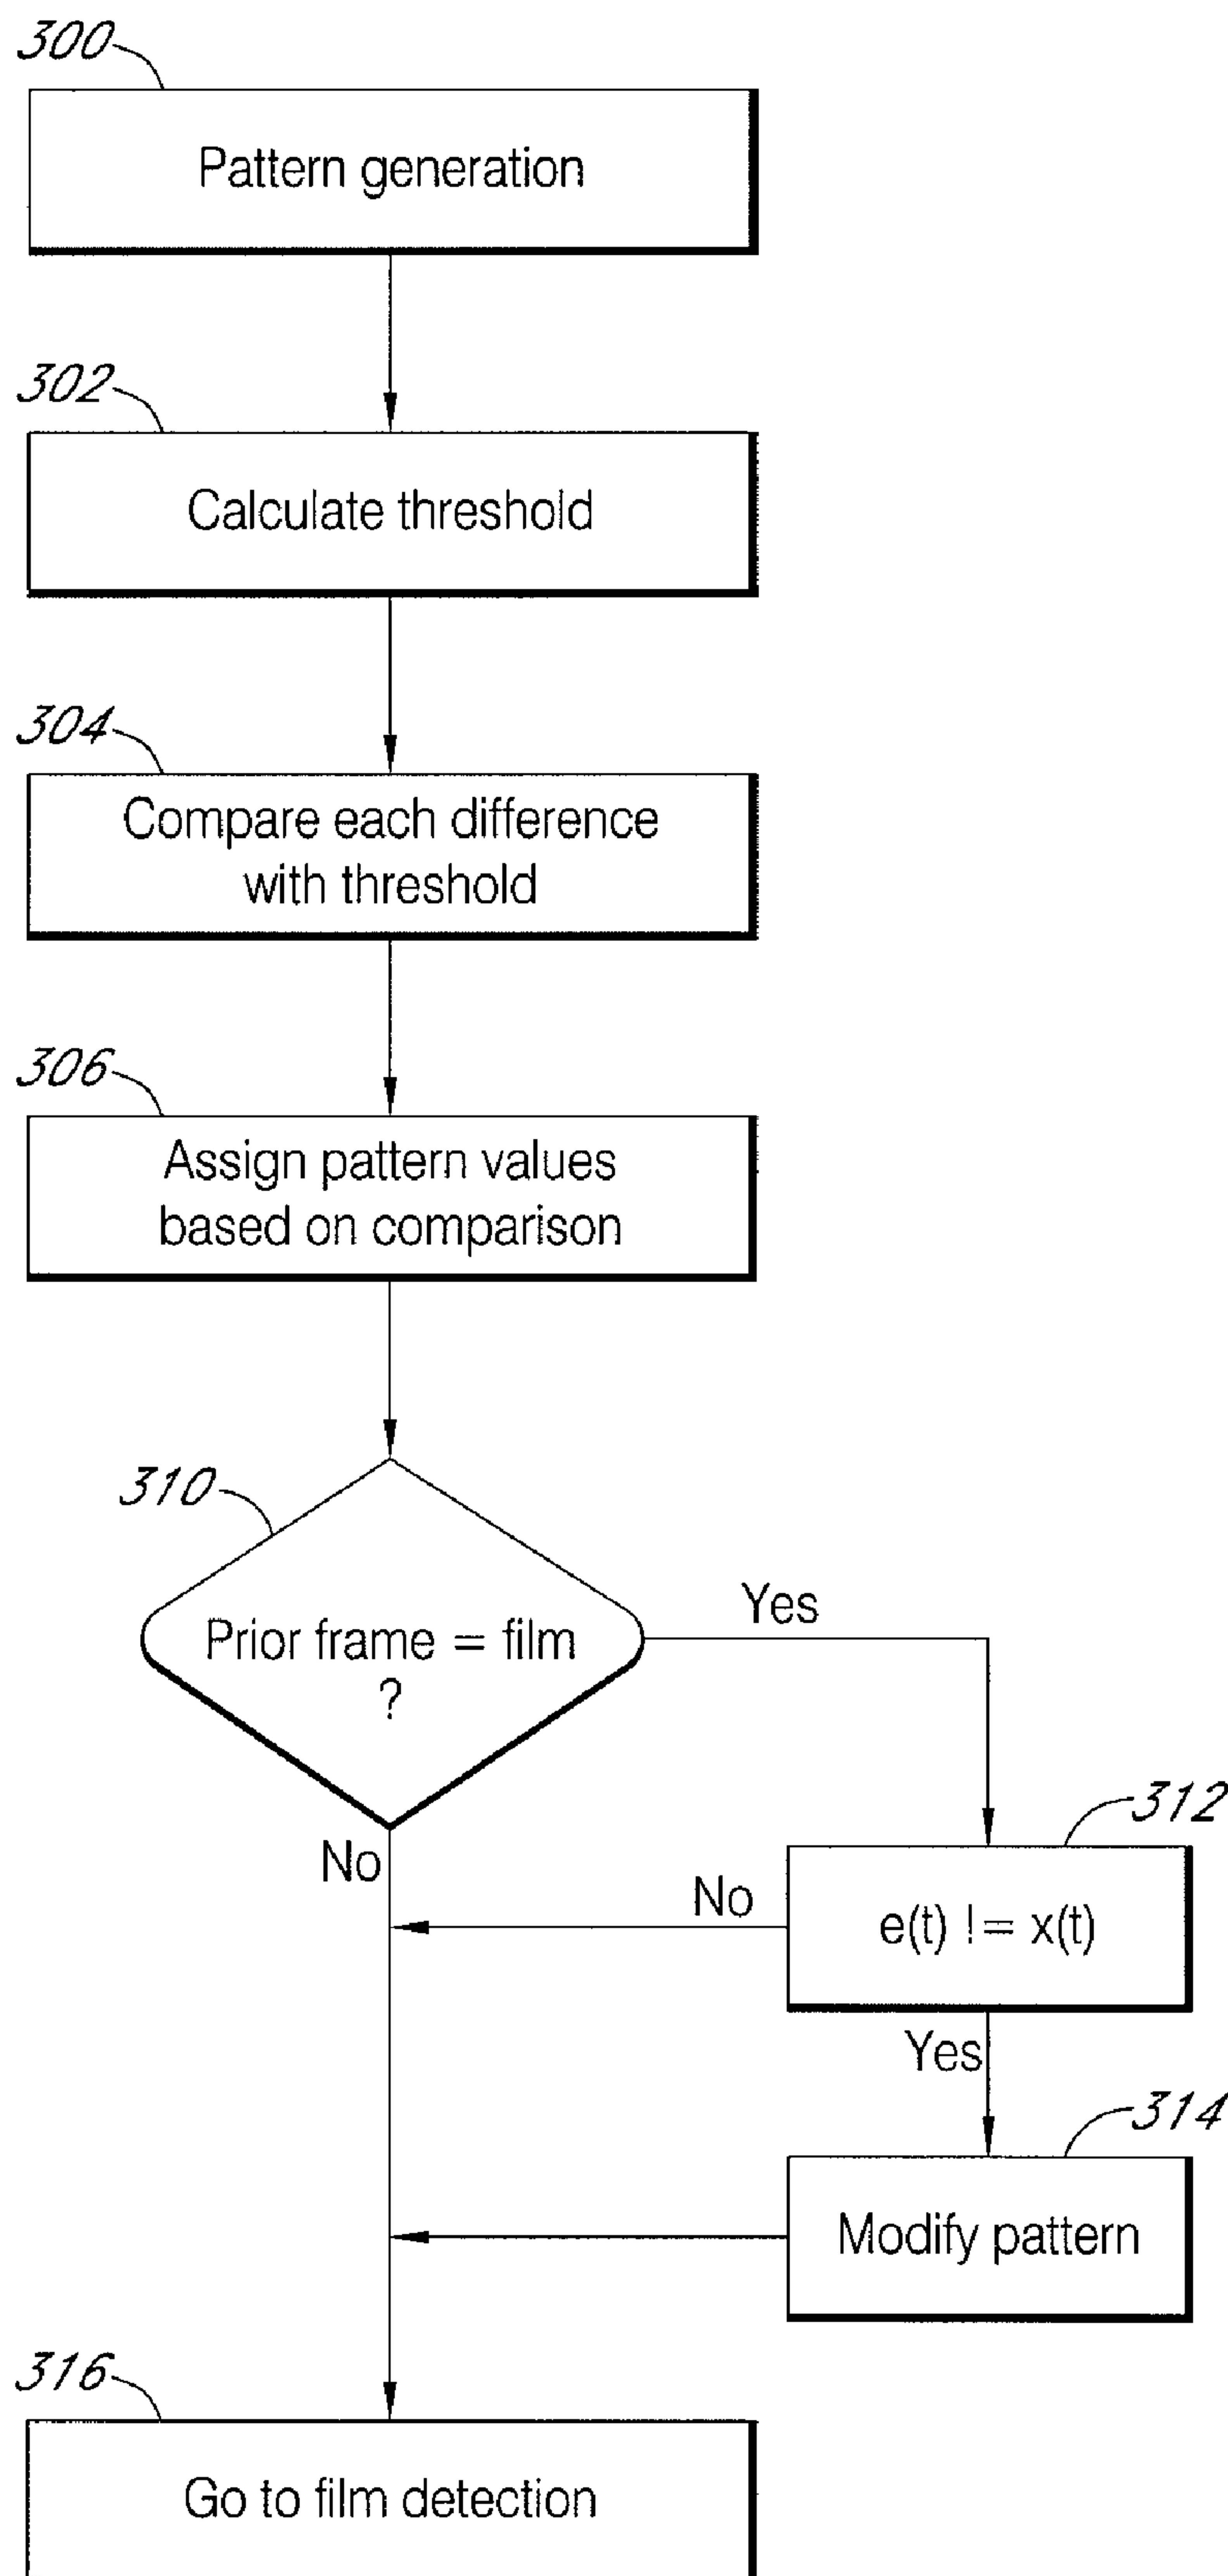 300
Pattern generation
302
Calculate threshold
304
Compare each difference
with threshold
306
Assign pattern values
based on comparison
310
Prior frame = film
?
Yes
No
312
e(t) != x(t)
No
Yes
314
Modify pattern
316
Go to film detection